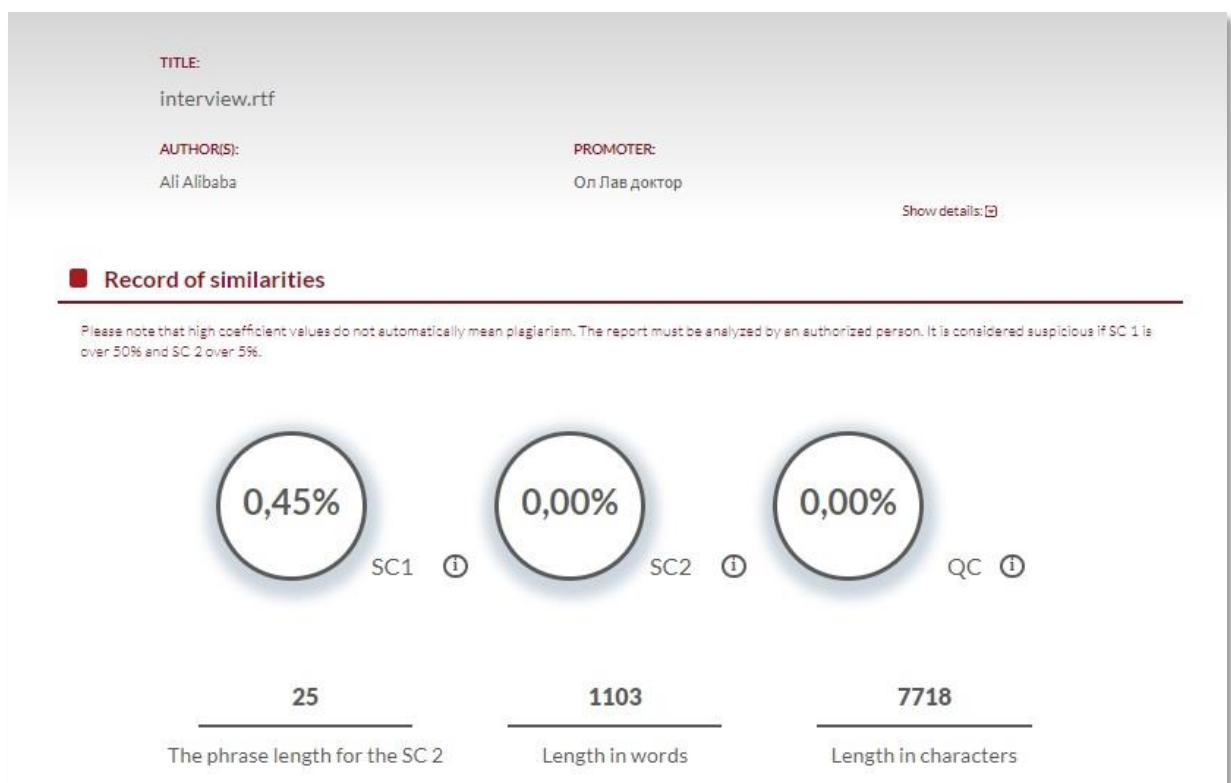 TITLE:
interview.rtf
AUTHOR(S): PROMOTER:
Ali Alibaba Ол Лав доктор
Show details:
Record of similarities
Please note that high coefficient values do not automatically mean plagiarism. The report must be analyzed by an authorized person. It is considered suspicious if SC 1 is
over 50% and SC 2 over 5%.
0,45% 0,00% 0,00%
SC1 i SC2 i QC i
25 1103 7718
The phrase length for the SC 2 Length in words Length in characters